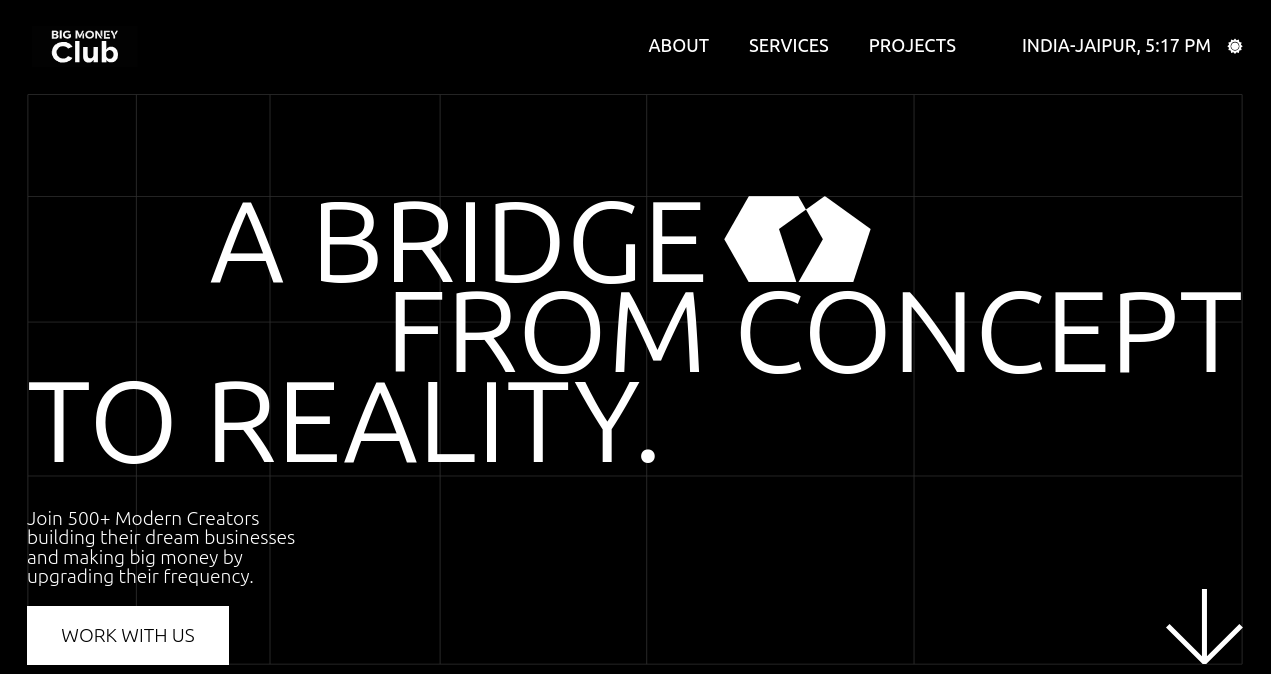 BIG MONEY
Club
ABOUT SERVICES PROJECTS INDIA-JAIPUR, 5:17 PM
A BRIDGE
FROM CONCEPT
TO REALITY.
Join 500+ Modern Creators
building their dream businesses
and making big money by
upgrading their frequency.
WORK WITH US